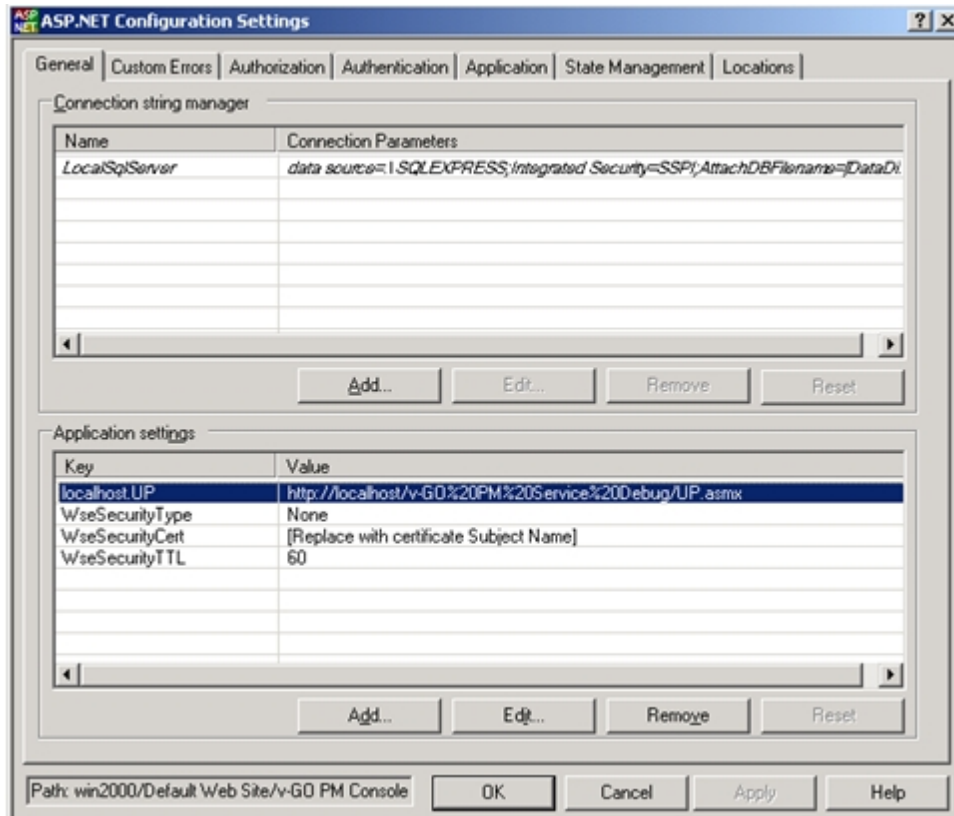 ASP.NET Configuration Settings
General Custom Errors Authorization Authentication Application State Management Locations
Connection string manager
Name Connection Parameters
LocalSqlServer data source=.\SQLEXPRESS;Integrated Security=SSPI;AttachDBFilename=|DataDi.
Add... Edit... Remove Reset
Application settings
Key Value
localhost.UP http://localhost/v-GO%20PM%20Service%20Debug/UP.asmx
WseSecurityType None
WseSecurityCert [Replace with certificate Subject Name]
WseSecurityTTL 60
Add... Edit... Remove Reset
Path: win2000/Default Web Site/v-GO PM Console OK Cancel Apply Help